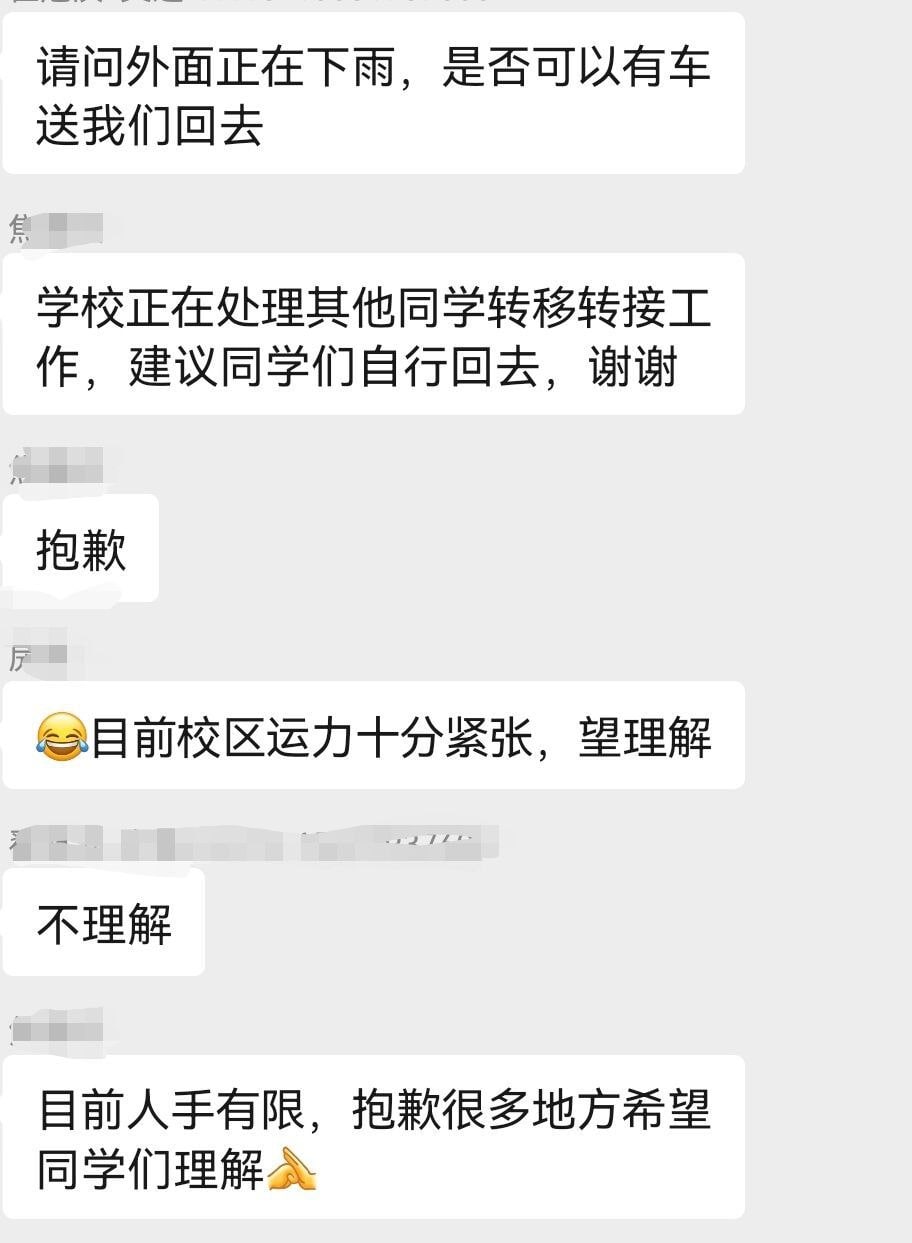 请问外面正在下雨，是否可以有车
送我们回去
焦
学校正在处理其他同学转移转接工
作，建议同学们自行回去，谢谢
抱歉
房
😂目前校区运力十分紧张，望理解
不理解
目前人手有限，抱歉很多地方希望
同学们理解🙏